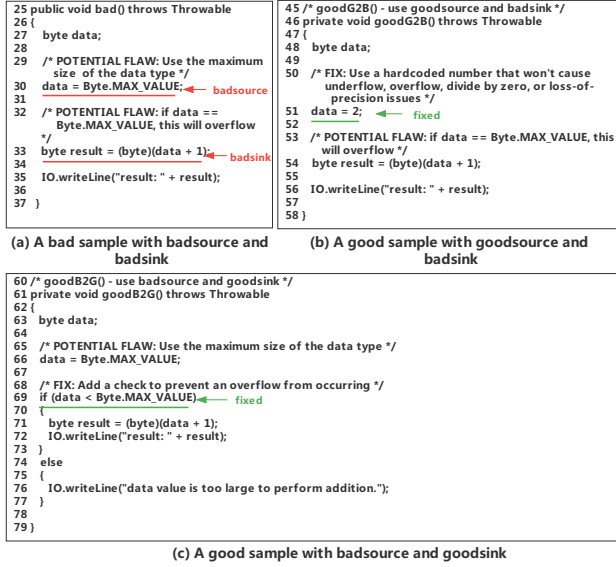 25 public void bad() throws Throwable
26 {
27 byte data;
28
29 /* POTENTIAL FLAW: Use the maximum
size of the data type */
30 data = Byte.MAX_VALUE; badsource
31
32 /* POTENTIAL FLAW: if data ==
Byte.MAX_VALUE, this will overflow
*/
33 byte result = (byte)(data + 1); badsink
34
35 IO.writeLine("result: " + result);
36
37 }
(a) A bad sample with badsource and
badsink
45 /* goodG2B() - use goodsource and badsink */
46 private void goodG2B() throws Throwable
47 {
48 byte data;
49
50 /* FIX: Use a hardcoded number that won't cause
underflow, overflow, divide by zero, or loss-of-
precision issues */
51 data = 2; fixed
52
53 /* POTENTIAL FLAW: if data == Byte.MAX_VALUE, this
will overflow */
54 byte result = (byte)(data + 1);
55
56 IO.writeLine("result: " + result);
57
58 }
(b) A good sample with goodsource and
badsink
60 /* goodB2G() - use badsource and goodsink */
61 private void goodB2G() throws Throwable
62 {
63 byte data;
64
65 /* POTENTIAL FLAW: Use the maximum size of the data type */
66 data = Byte.MAX_VALUE;
67
68 /* FIX: Add a check to prevent an overflow from occurring */
69 if (data < Byte.MAX_VALUE) fixed
70 {
71 byte result = (byte)(data + 1);
72 IO.writeLine("result: " + result);
73 }
74 else
75 {
76 IO.writeLine("data value is too large to perform addition.");
77 }
78
79 }
(c) A good sample with badsource and goodsink